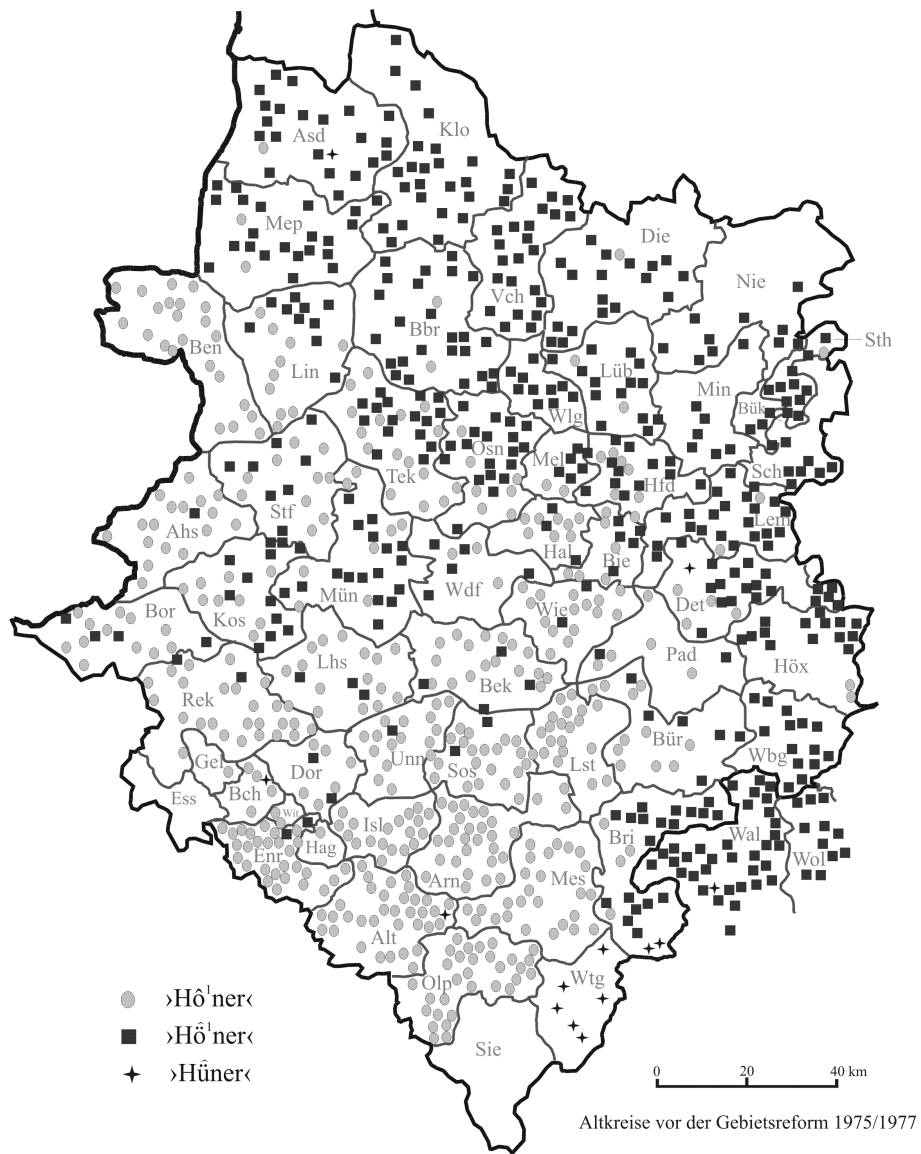 Asd
Klo
Mep
Die
Nie
Vch
Ben
Bbr
Sth
Lin
Lüb
Min
Bük
Wlg
Osn
Mel
Tek
Hfd
Sch
Lem
Stf
Ahs
Hal
Bie
Wdf
Mün
Wie
Det
Bor
Kos
Lhs
Pad
Höx
Bek
Rek
Bür
Gel
Dor
Unn
Sos
Lst
Wbg
Ess
Bch
Wit
Isl
Bri
Wal
Wol
Enr
Hag
Arn
Mes
Alt
Olp
Wtg
Sie
›Hô¹ner‹
›Hö̂¹ner‹
›Hü̂ner‹
0 20 40 km
Altkreise vor der Gebietsreform 1975/1977